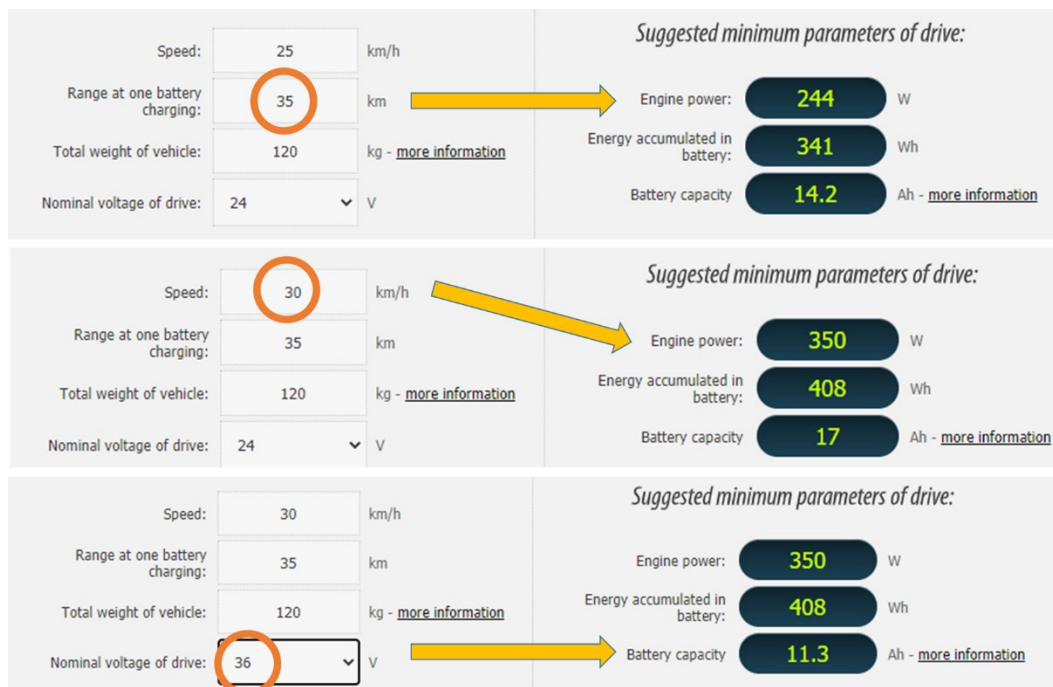 Suggested minimum parameters of drive:
Speed: 25 km/h
Range at one battery
charging: 35 km
Total weight of vehicle: 120 kg - more information
Nominal voltage of drive: 24 V
Engine power: 244 W
Energy accumulated in
battery: 341 Wh
Battery capacity 14.2 Ah - more information
Suggested minimum parameters of drive:
Speed: 30 km/h
Range at one battery
charging: 35 km
Total weight of vehicle: 120 kg - more information
Nominal voltage of drive: 24 V
Engine power: 350 W
Energy accumulated in
battery: 408 Wh
Battery capacity 17 Ah - more information
Suggested minimum parameters of drive:
Speed: 30 km/h
Range at one battery
charging: 35 km
Total weight of vehicle: 120 kg - more information
Nominal voltage of drive: 36 V
Engine power: 350 W
Energy accumulated in
battery: 408 Wh
Battery capacity 11.3 Ah - more information